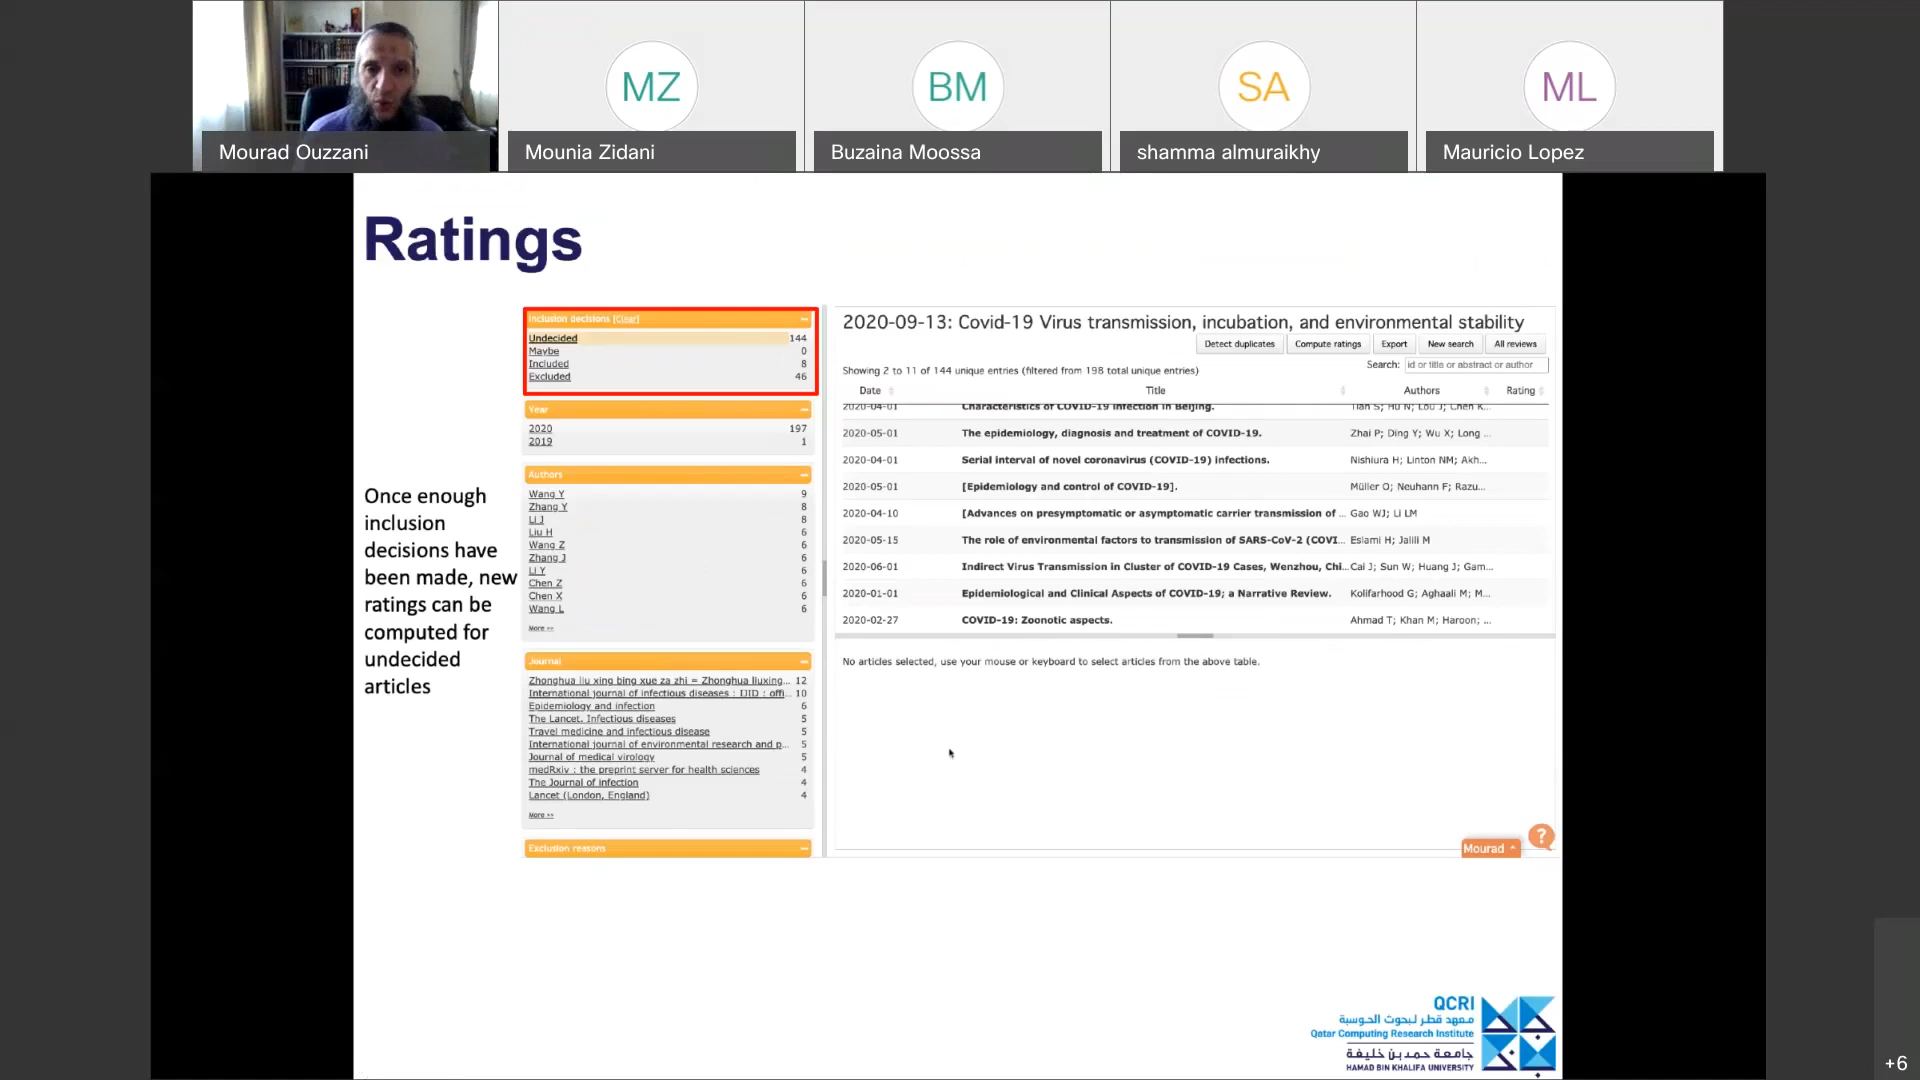 MZ
BM
SA
ML
Mourad Ouzzani
Mounia Zidani
Buzaina Moossa
shamma almuraikhy
Mauricio Lopez
Ratings
Once enough
inclusion
decisions have
been made, new
ratings can be
computed for
undecided
articles
Inclusion decisions [Clear]
Undecided 144
Maybe 0
Included 8
Excluded 46
Year
2020 197
2019 1
Authors
Wang Y 9
Zhang Y 8
Li J 8
Liu H 6
Wang Z 6
Zhang J 6
Li Y 6
Chen Z 6
Chen X 6
Wang L 6
More >>
Journal
Zhonghua liu xing bing xue za zhi = Zhonghua liuxing... 12
International journal of infectious diseases : IJID : offi... 10
Epidemiology and infection 6
The Lancet. Infectious diseases 5
Travel medicine and infectious disease 5
International journal of environmental research and p... 5
Journal of medical virology 5
medRxiv : the preprint server for health sciences 4
The Journal of infection 4
Lancet (London, England) 4
More >>
Exclusion reasons
2020-09-13: Covid-19 Virus transmission, incubation, and environmental stability
Detect duplicates Compute ratings Export New search All reviews
Search: id or title or abstract or author
Showing 2 to 11 of 144 unique entries (filtered from 198 total unique entries)
Date Title Authors Rating
2020-04-01 Characteristics of COVID-19 infection in Beijing. Tian S; Hu N; Lou J; Chen K...
2020-05-01 The epidemiology, diagnosis and treatment of COVID-19. Zhai P; Ding Y; Wu X; Long ...
2020-04-01 Serial interval of novel coronavirus (COVID-19) infections. Nishiura H; Linton NM; Akh...
2020-05-01 [Epidemiology and control of COVID-19]. Müller O; Neuhann F; Razu...
2020-04-10 [Advances on presymptomatic or asymptomatic carrier transmission of ... Gao WJ; Li LM
2020-05-15 The role of environmental factors to transmission of SARS-CoV-2 (COVI... Eslami H; Jalili M
2020-06-01 Indirect Virus Transmission in Cluster of COVID-19 Cases, Wenzhou, Chi... Cai J; Sun W; Huang J; Gam...
2020-01-01 Epidemiological and Clinical Aspects of COVID-19; a Narrative Review. Kolifarhood G; Aghaali M; M...
2020-02-27 COVID-19: Zoonotic aspects. Ahmad T; Khan M; Haroon; ...
No articles selected, use your mouse or keyboard to select articles from the above table.
?
Mourad
QCRI
معهد قطر لبحوث الحوسبة
Qatar Computing Research Institute
جامعة حمد بن خليفة
HAMAD BIN KHALIFA UNIVERSITY
+6